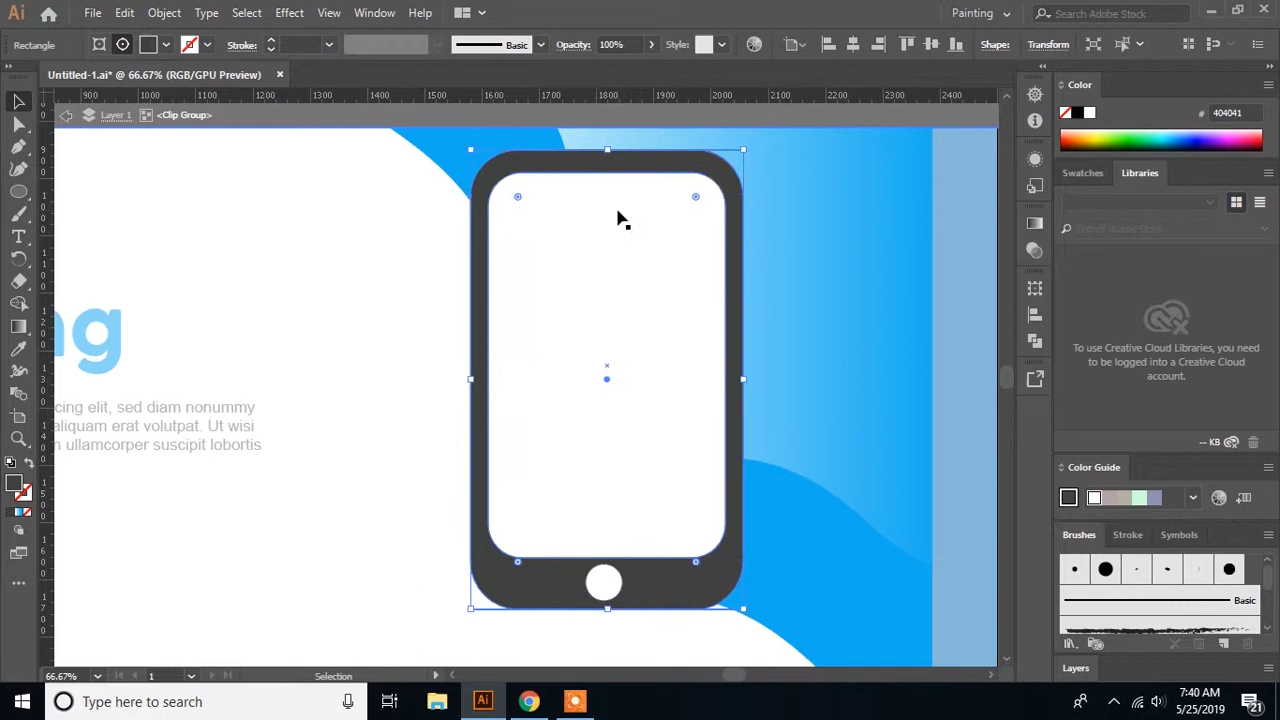 Ai File Edit Object Type Select Effect View Window Help Painting Search Adobe Stock
Rectangle Stroke: Basic Opacity: 100% Style: Shape: Transform
Untitled-1.ai* @ 66.67% (RGB/GPU Preview)
900 1000 1100 1200 1300 1400 1500 1600 1700 1800 1900 2000 2100 2200 2300 2400
Layer 1 <Clip Group>
Color
# 404041
Swatches Libraries
ng
cing elit, sed diam nonummy
aliquam erat volutpat. Ut wisi
n ullamcorper suscipit lobortis
To use Creative Cloud Libraries, you need
to be logged into a Creative Cloud
account.
-- KB
Color Guide
Brushes Stroke Symbols
Basic
Layers
66.67% 1 Selection
Type here to search
Ai
4:40 AM
5/25/2019
21